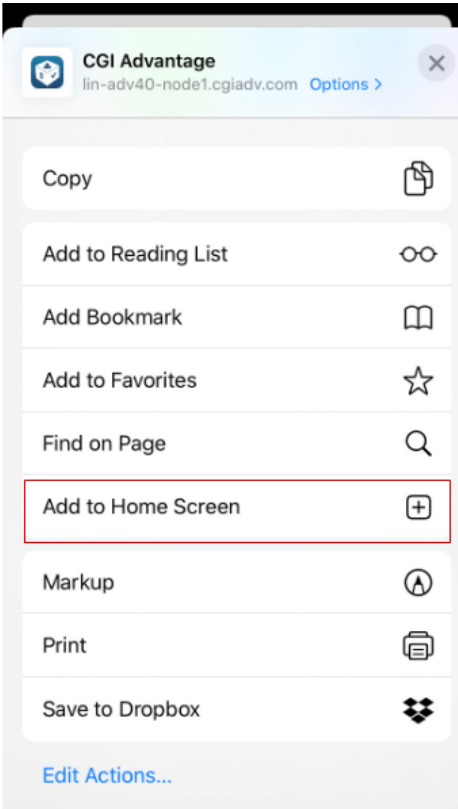 CGI Advantage
lin-adv40-node1.cgiadv.com Options >
Copy
Add to Reading List
Add Bookmark
Add to Favorites
Find on Page
Add to Home Screen
Markup
Print
Save to Dropbox
Edit Actions...